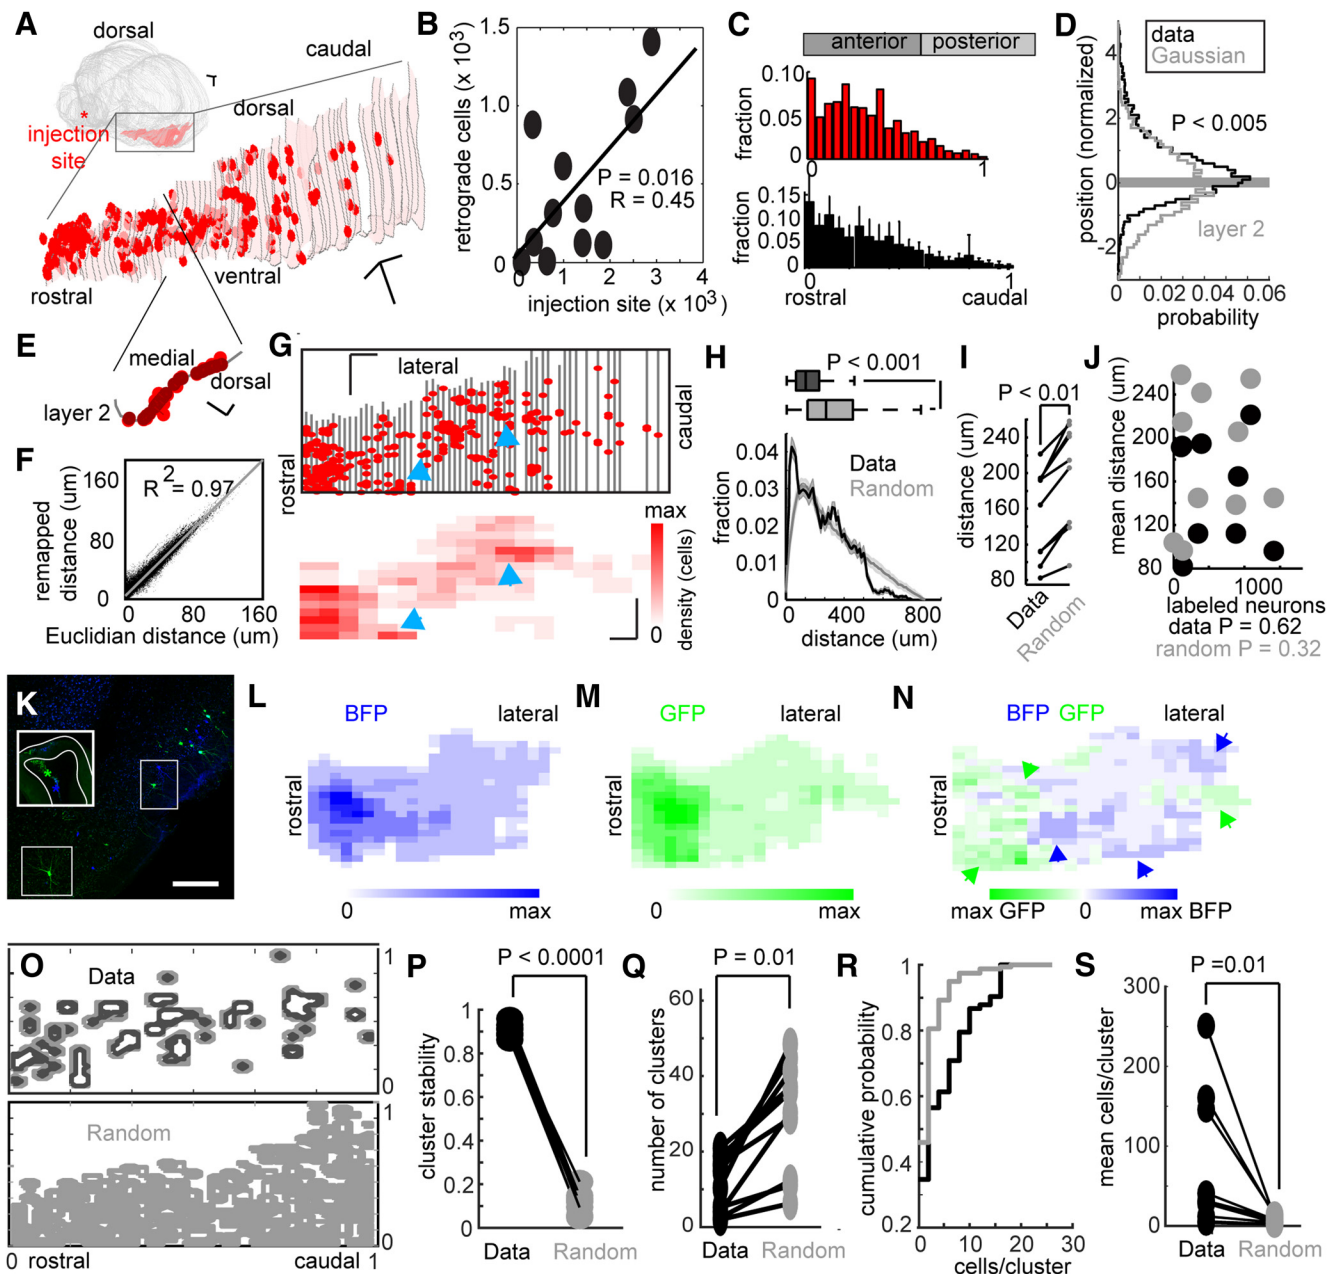 A
dorsal
caudal
dorsal
*
injection
site
ventral
rostral
B
1.5
1.0
0.5
0
retrograde cells (x 10³)
P = 0.016
R = 0.45
0 1 2 3 4
injection site (x 10³)
C
anterior posterior
0.10
0.05
0
fraction
0 1
0.15
0.10
0.05
0
fraction
0 1
rostral caudal
D
4
2
0
-2
position (normalized)
data
Gaussian
P < 0.005
layer 2
0 0.02 0.04 0.06
probability
E
medial
dorsal
layer 2
F
160
80
0
remapped
distance (um)
R² = 0.97
0 80 160
Euclidian distance (um)
G
lateral
rostral
caudal
max
0
density (cells)
H
P < 0.001
0.04
0.03
0.02
0.01
0
fraction
Data
Random
0 400 800
distance (um)
I
P < 0.01
240
200
160
120
80
distance (um)
Data
Random
J
240
200
160
120
80
mean distance (um)
0 1000
labeled neurons
data P = 0.62
random P = 0.32
K
*
L
BFP
lateral
rostral
0 max
M
GFP
lateral
rostral
0 max
N
BFP GFP
lateral
rostral
max GFP 0 max BFP
O
Data
1
0
Random
1
0
0 rostral caudal 1
P
P < 0.0001
1
0.8
0.6
0.4
0.2
0
cluster stability
Data Random
Q
P = 0.01
60
40
20
0
number of clusters
Data Random
R
1
0.8
0.6
0.4
0.2
cumulative probability
0 10 20 30
cells/cluster
S
P =0.01
300
200
100
0
mean cells/cluster
Data Random